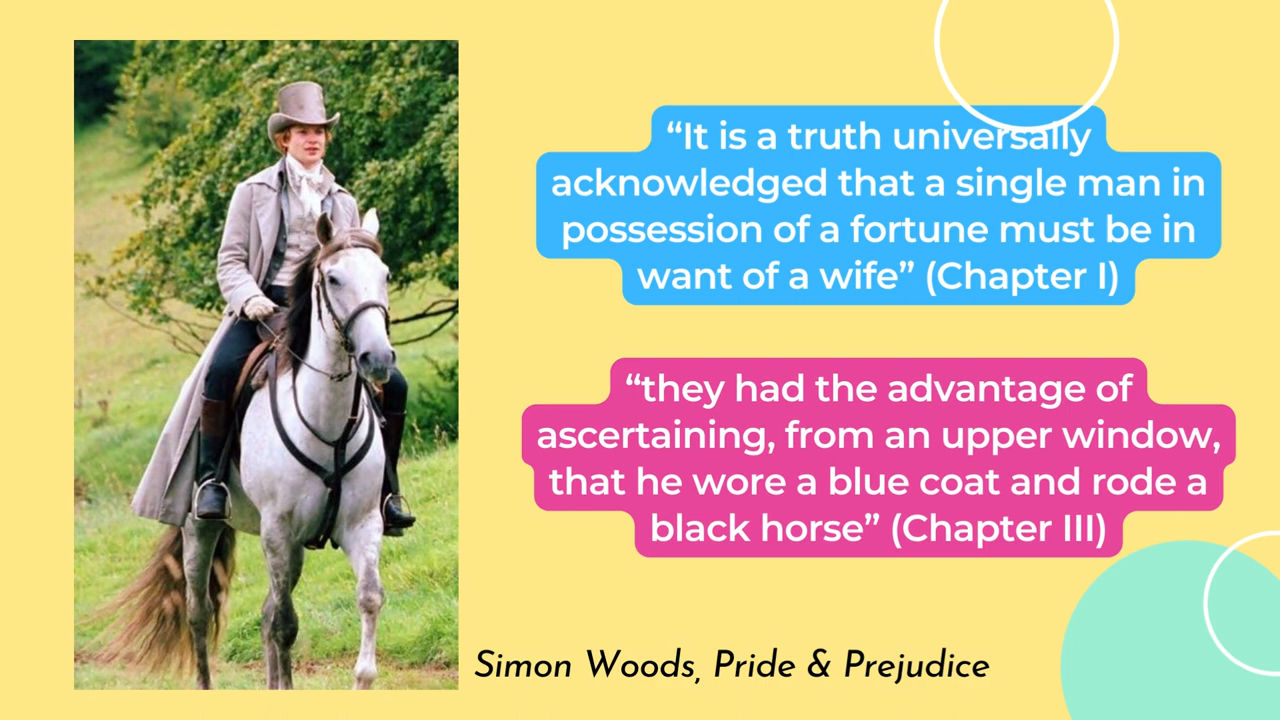 “It is a truth universally
acknowledged that a single man in
possession of a fortune must be in
want of a wife” (Chapter I)
“they had the advantage of
ascertaining, from an upper window,
that he wore a blue coat and rode a
black horse” (Chapter III)
Simon Woods, Pride & Prejudice